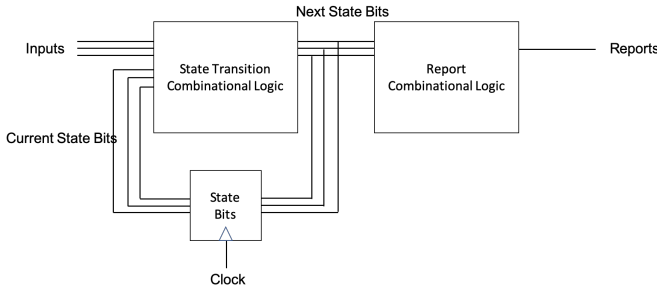 Next State Bits
Inputs
State Transition
Combinational Logic
Report
Combinational Logic
Reports
Current State Bits
State
Bits
Clock